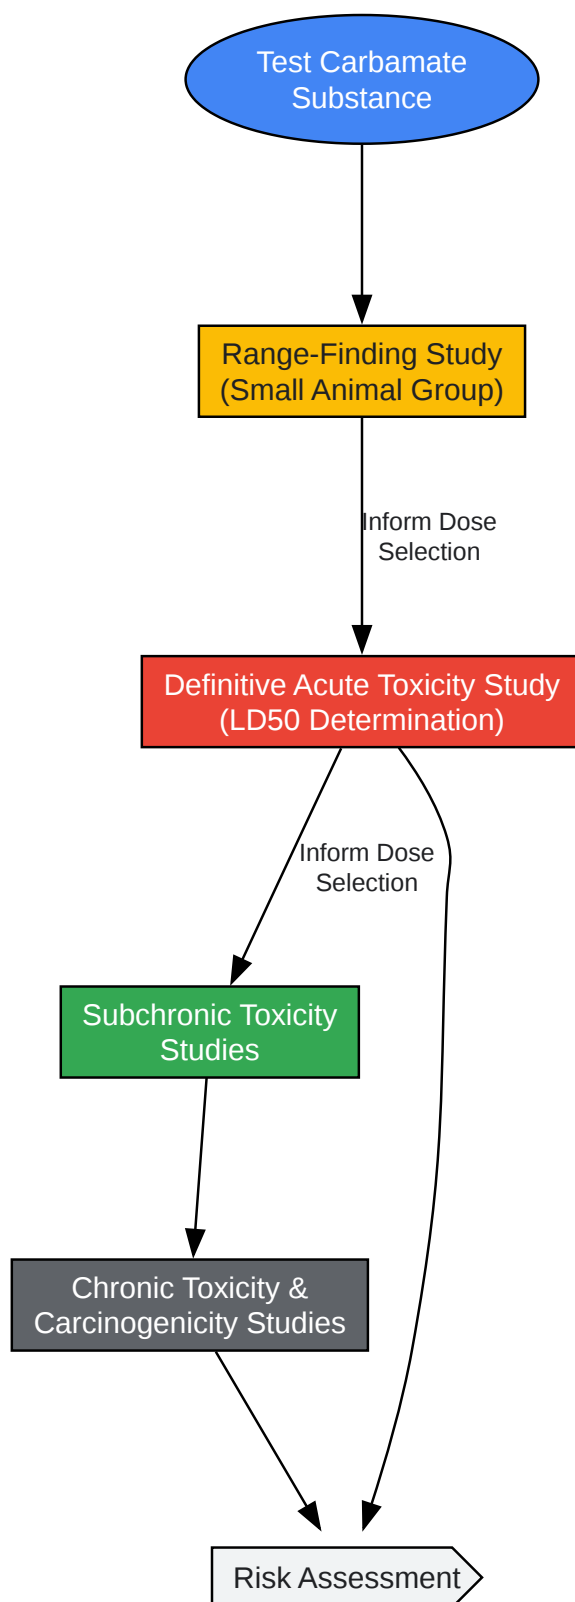 Test Carbamate
Substance
Range-Finding Study
(Small Animal Group)
Inform Dose
Selection
Definitive Acute Toxicity Study
(LD50 Determination)
Inform Dose
Selection
Subchronic Toxicity
Studies
Chronic Toxicity &
Carcinogenicity Studies
Risk Assessment